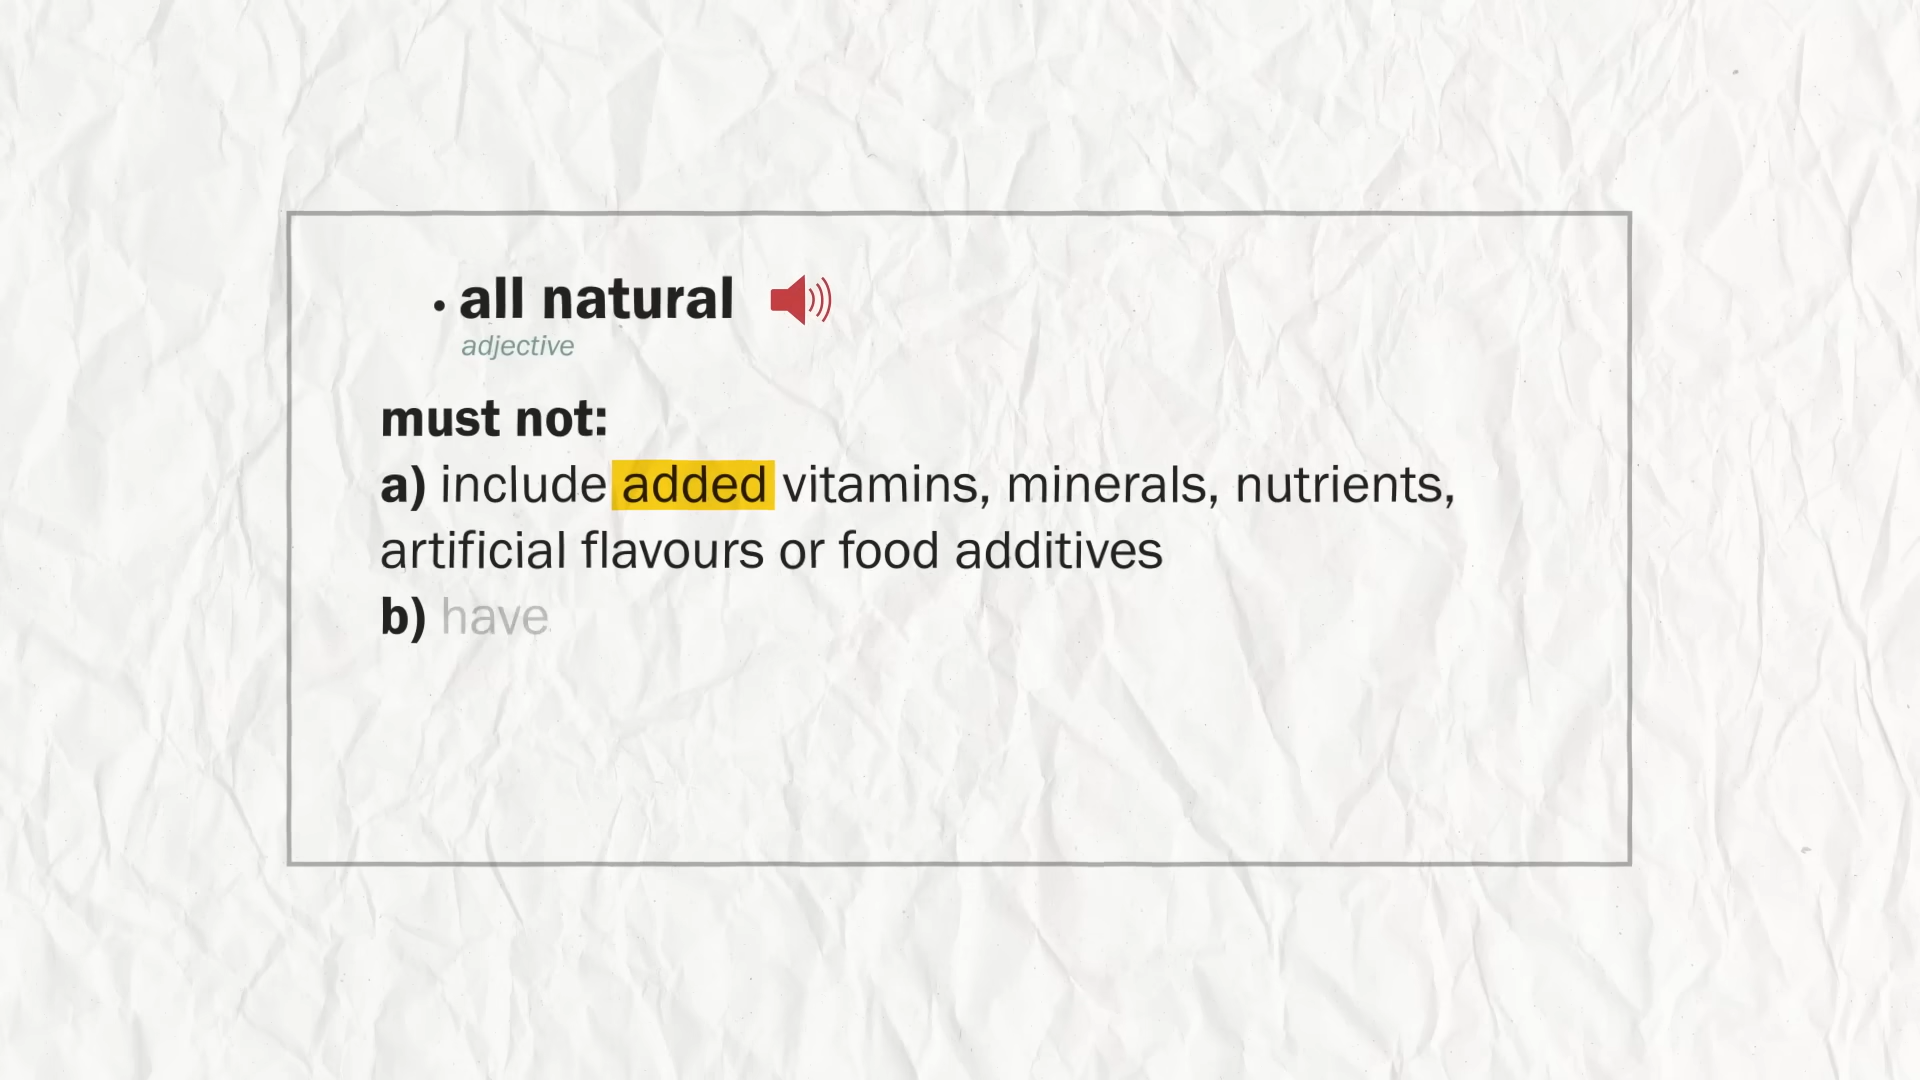 • all natural
adjective
must not:
a) include added vitamins, minerals, nutrients,
artificial flavours or food additives
b) have